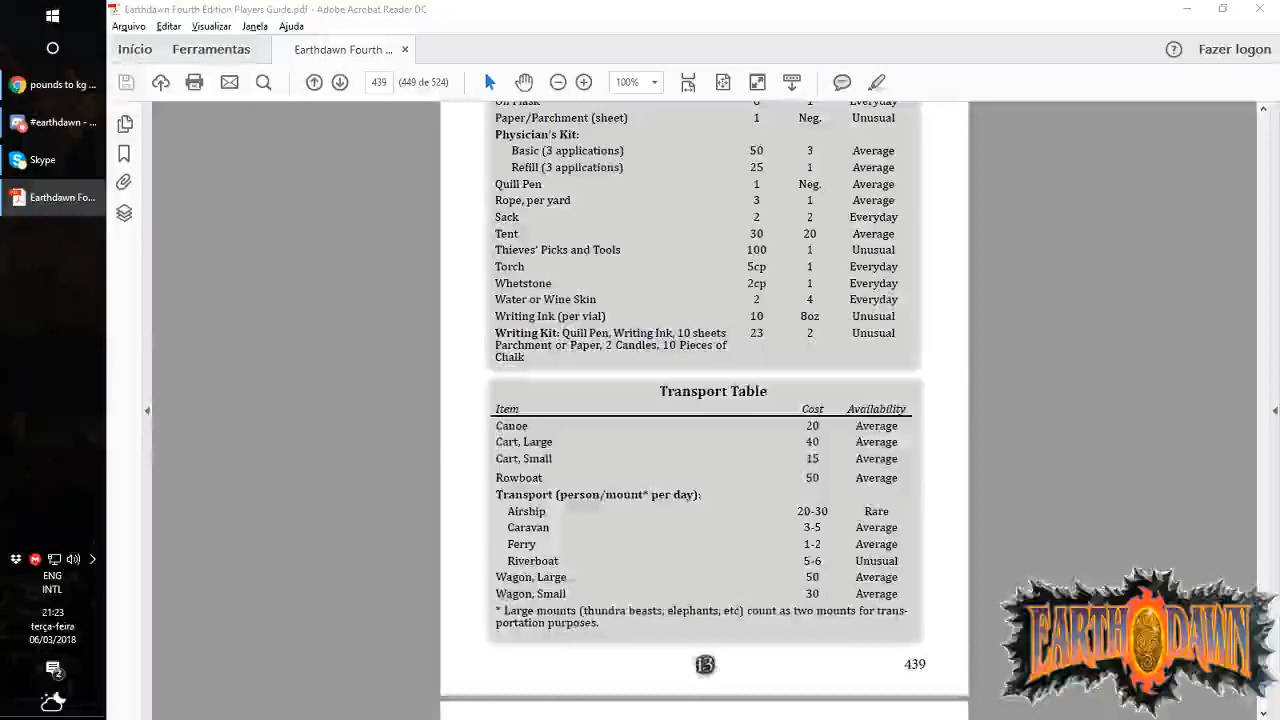 Earthdawn Fourth Edition Players Guide.pdf - Adobe Acrobat Reader DC
Arquivo Editar Visualizar Janela Ajuda
Início Ferramentas Earthdawn Fourth ... × Fazer logon
439 (449 de 524) 100%
pounds to kg ...
#earthdawn - ...
Skype
Earthdawn Fo...
Paper/Parchment (sheet) 1 Neg. Unusual
Physician's Kit:
Basic (3 applications) 50 3 Average
Refill (3 applications) 25 1 Average
Quill Pen 1 Neg. Average
Rope, per yard 3 1 Average
Sack 2 2 Everyday
Tent 30 20 Average
Thieves' Picks and Tools 100 1 Unusual
Torch 5cp 1 Everyday
Whetstone 2cp 1 Everyday
Water or Wine Skin 2 4 Everyday
Writing Ink (per vial) 10 8oz Unusual
Writing Kit: Quill Pen, Writing Ink, 10 sheets 23 2 Unusual
Parchment or Paper, 2 Candles, 10 Pieces of
Chalk
Transport Table
Item Cost Availability
Canoe 20 Average
Cart, Large 40 Average
Cart, Small 15 Average
Rowboat 50 Average
Transport (person/mount* per day):
Airship 20-30 Rare
Caravan 3-5 Average
Ferry 1-2 Average
Riverboat 5-6 Unusual
Wagon, Large 50 Average
Wagon, Small 30 Average
* Large mounts (thundra beasts, elephants, etc) count as two mounts for trans-
portation purposes.
13 439
ENG
INTL
21:23
terça-feira
06/03/2018
2
EARTHDAWN